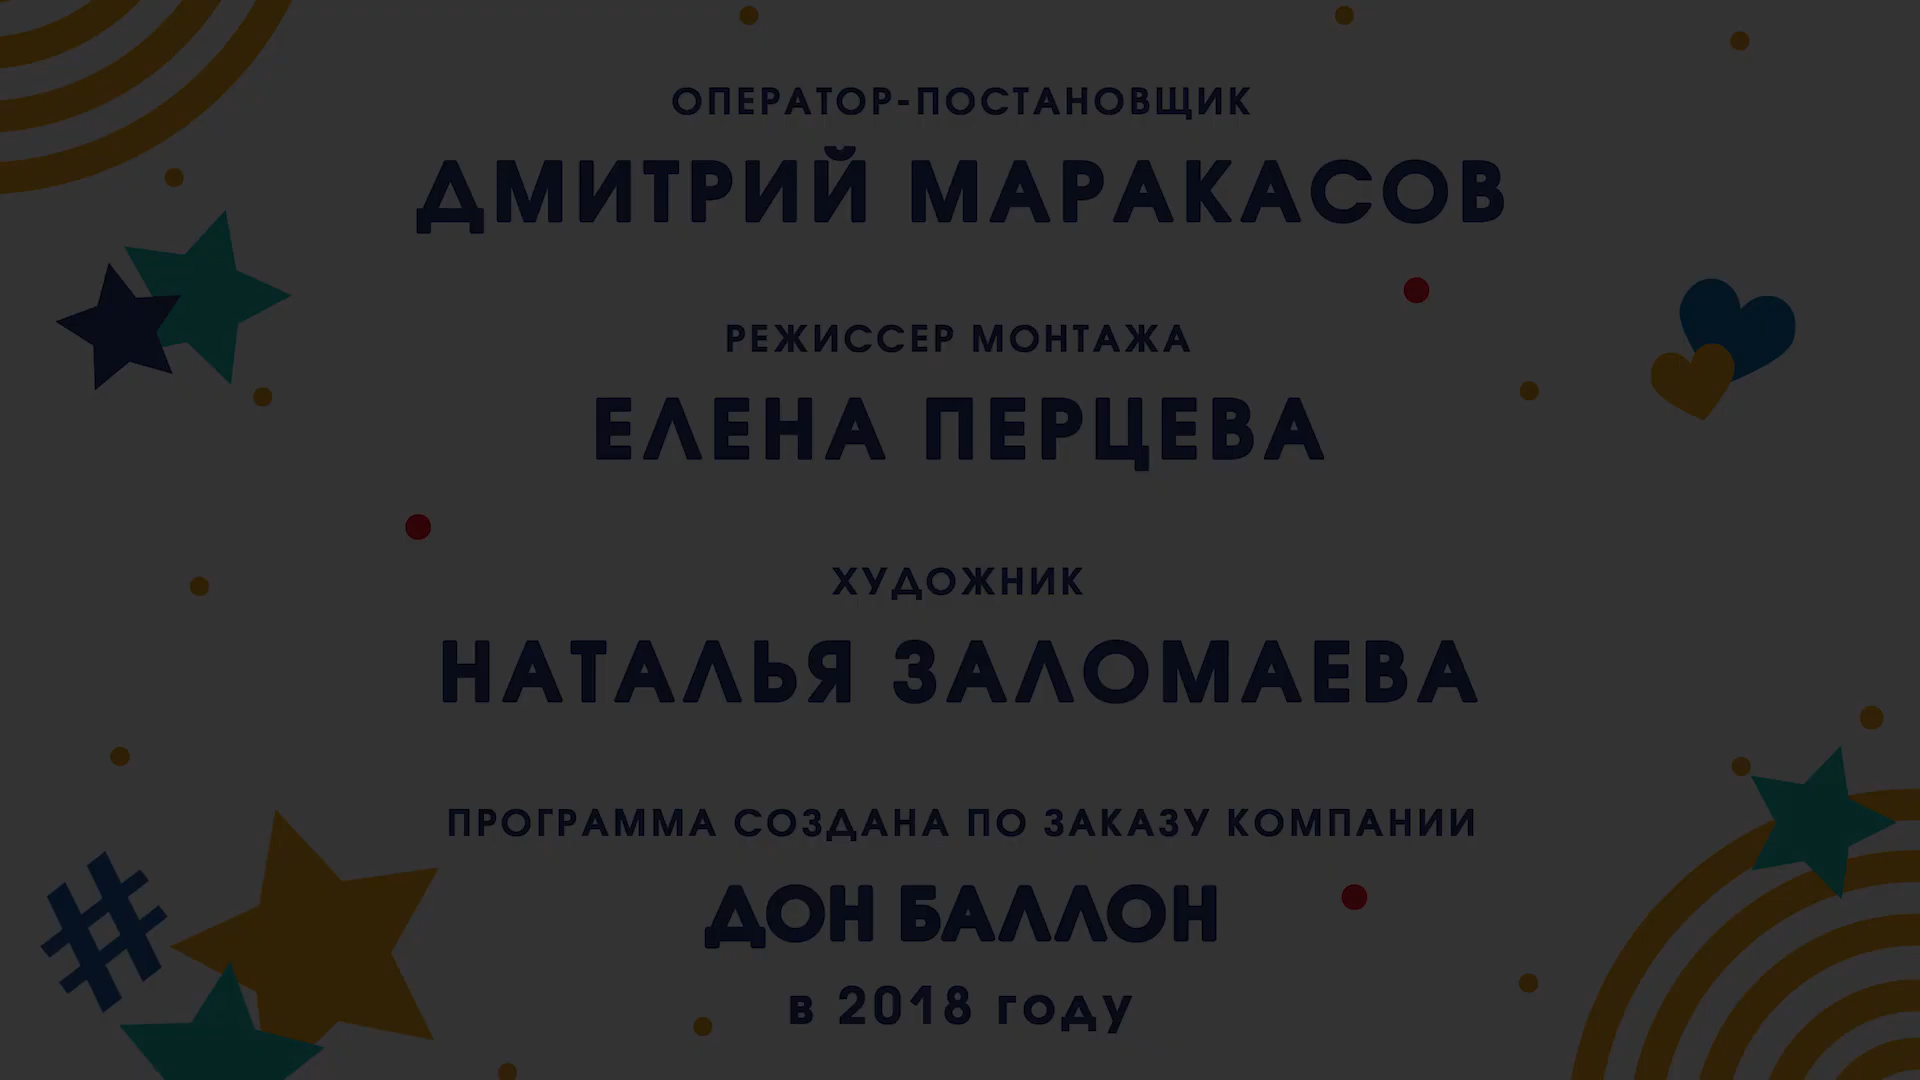 ОПЕРАТОР-ПОСТАНОВЩИК
ДМИТРИЙ МАРАКАСОВ
РЕЖИССЕР МОНТАЖА
ЕЛЕНА ПЕРЦЕВА
ХУДОЖНИК
НАТАЛЬЯ ЗАЛОМАЕВА
ПРОГРАММА СОЗДАНА ПО ЗАКАЗУ КОМПАНИИ
ДОН БАЛЛОН
в 2018 году